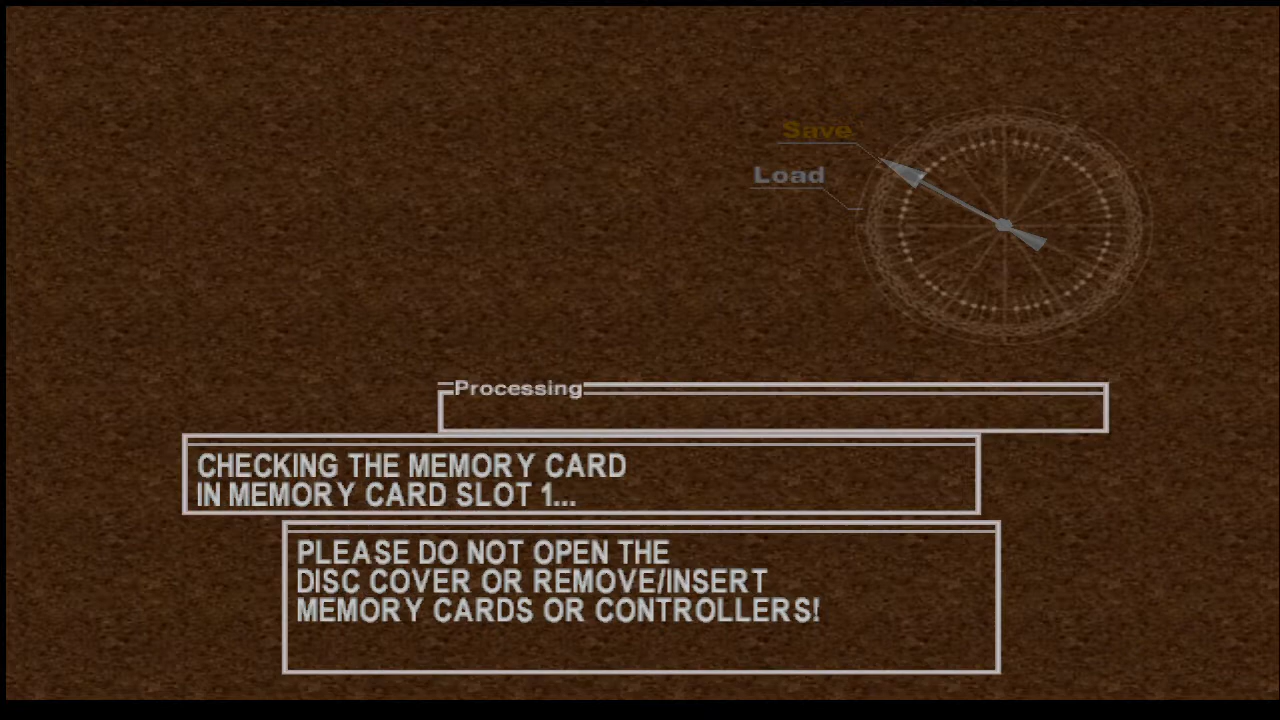 Save
Load
Processing
CHECKING THE MEMORY CARD
IN MEMORY CARD SLOT 1...
PLEASE DO NOT OPEN THE
DISC COVER OR REMOVE/INSERT
MEMORY CARDS OR CONTROLLERS!